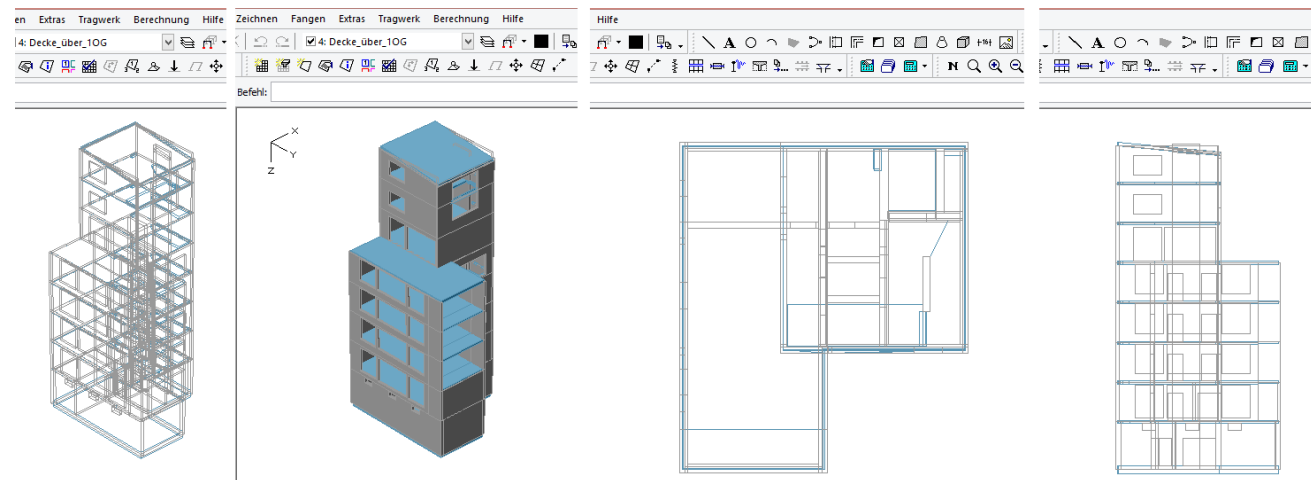 en Extras Tragwerk Berechnung Hilfe
4: Decke_über_1OG
Zeichnen Fangen Extras Tragwerk Berechnung Hilfe
4: Decke_über_1OG
Befehl:
X
Y
Z
Hilfe
A
N
A